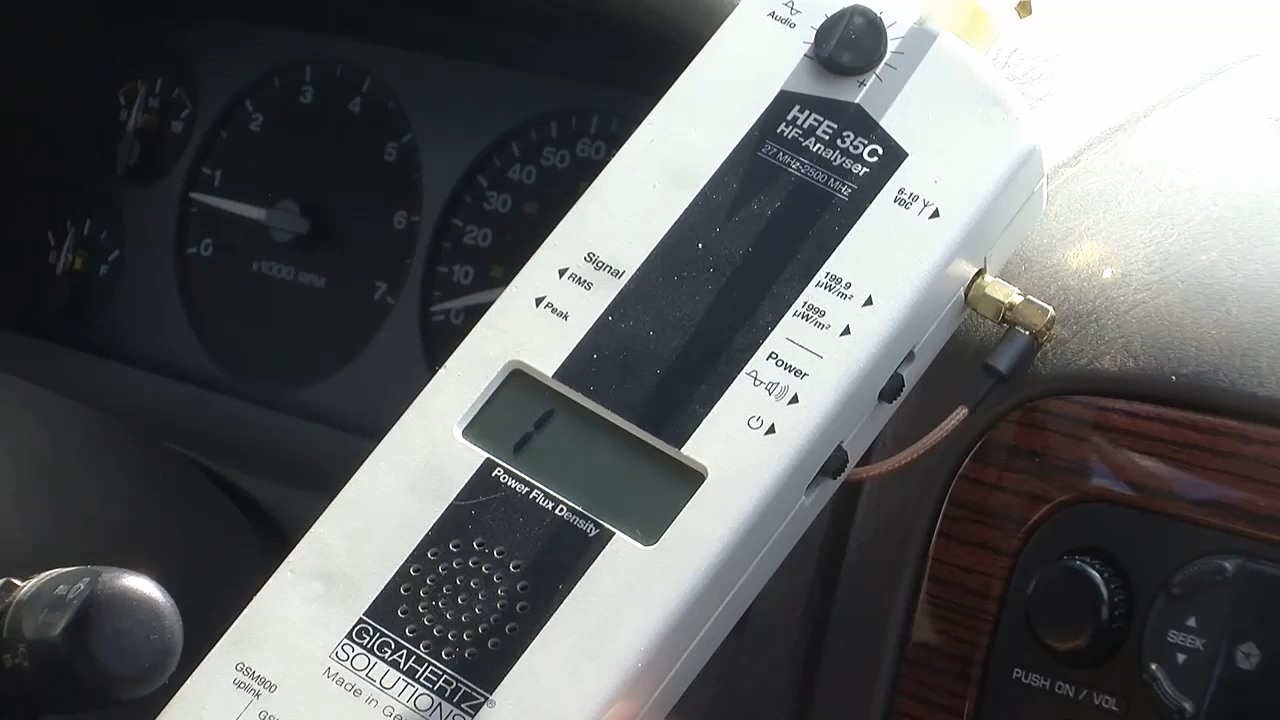 Audio
+
HFE 35C
HF-Analyser
27 MHz-2500 MHz
6-10
VDC
Signal
RMS
Peak
199.9
µW/m²
1999
µW/m²
Power
1
Power Flux Density
GIGAHERTZ
SOLUTIONS®
Made in
GSM900
uplink
0
1
2
3
4
5
6
7
x1000 RPM
0
10
20
30
40
50
60
F
SEEK
PUSH ON / VOL